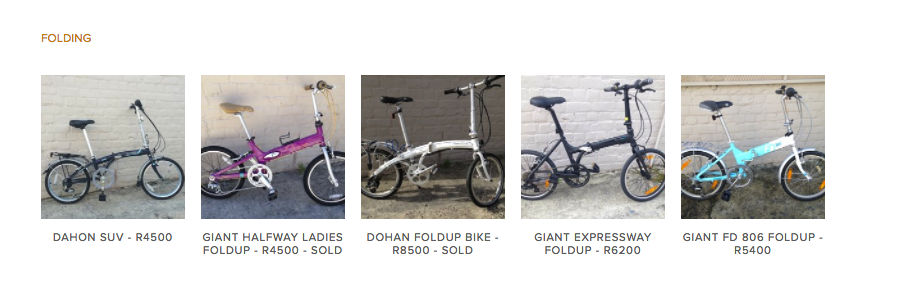 FOLDING
DAHON SUV - R4500
GIANT HALFWAY LADIES
FOLDUP - R4500 - SOLD
DOHAN FOLDUP BIKE -
R8500 - SOLD
GIANT EXPRESSWAY
FOLDUP - R6200
GIANT FD 806 FOLDUP -
R5400